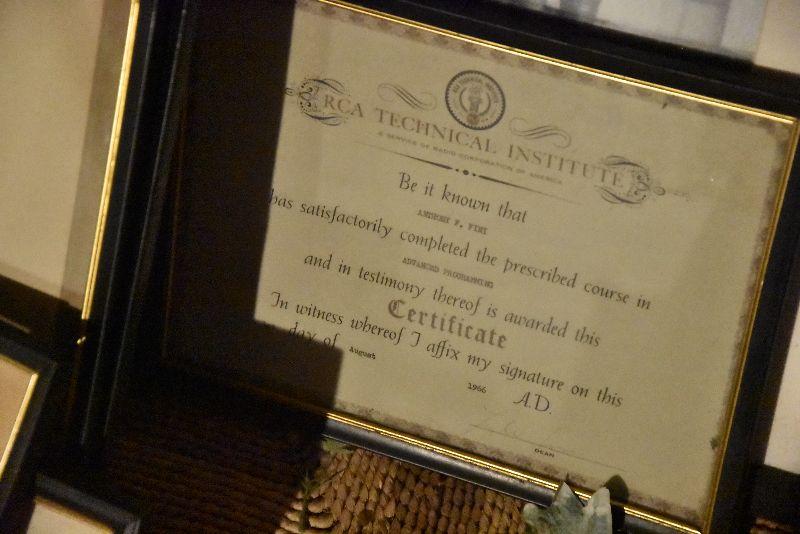 RCA TECHNICAL INSTITUTE
A SERVICE OF RADIO CORPORATION OF AMERICA
Be it known that
ANTHONY F. FINI
has satisfactorily completed the prescribed course in
ADVANCED PROGRAMMING
and in testimony thereof is awarded this
Certificate
In witness whereof I affix my signature on this
day of August 1966 A.D.
DEAN